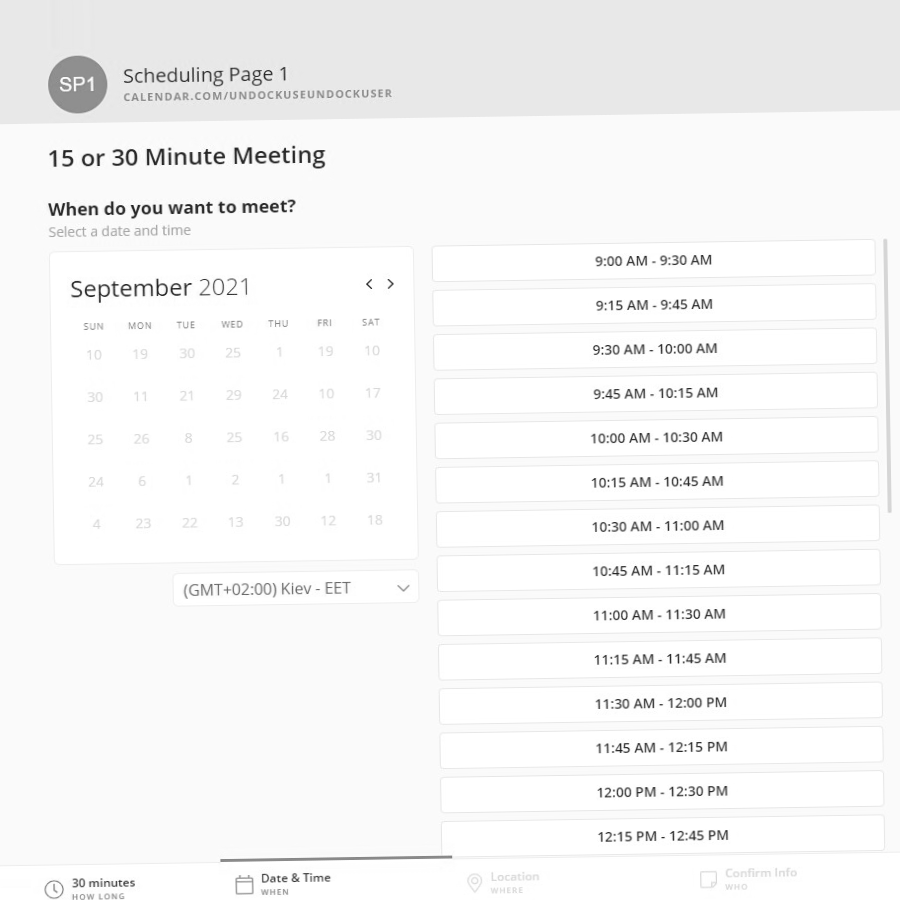 SP1
Scheduling Page 1
CALENDAR.COM/UNDOCKUSEUNDOCKUSER
15 or 30 Minute Meeting
When do you want to meet?
Select a date and time
September 2021
SUN MON TUE WED THU FRI SAT
10 19 30 25 1 19 10
30 11 21 29 24 10 17
25 26 8 25 16 28 30
24 6 1 2 1 1 31
4 23 22 13 30 12 18
(GMT+02:00) Kiev - EET
9:00 AM - 9:30 AM
9:15 AM - 9:45 AM
9:30 AM - 10:00 AM
9:45 AM - 10:15 AM
10:00 AM - 10:30 AM
10:15 AM - 10:45 AM
10:30 AM - 11:00 AM
10:45 AM - 11:15 AM
11:00 AM - 11:30 AM
11:15 AM - 11:45 AM
11:30 AM - 12:00 PM
11:45 AM - 12:15 PM
12:00 PM - 12:30 PM
12:15 PM - 12:45 PM
30 minutes
HOW LONG
Date & Time
WHEN
Location
WHERE
Confirm Info
WHO